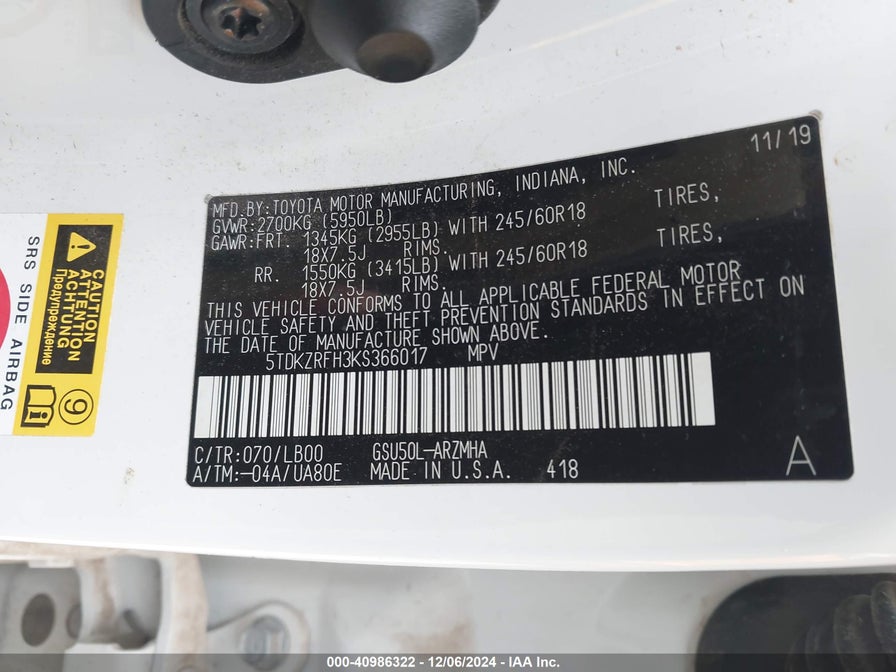 11/19
MFD.BY:TOYOTA MOTOR MANUFACTURING, INDIANA, INC.
GVWR:2700KG (5950LB)
GAWR:FRT. 1345KG (2955LB) WITH 245/60R18 TIRES,
18X7.5J RIMS.
RR. 1550KG (3415LB) WITH 245/60R18 TIRES,
18X7.5J RIMS.
THIS VEHICLE CONFORMS TO ALL APPLICABLE FEDERAL MOTOR
VEHICLE SAFETY AND THEFT PREVENTION STANDARDS IN EFFECT ON
THE DATE OF MANUFACTURE SHOWN ABOVE.
5TDKZRFH3KS366017 MPV
C/TR:070/LB00 GSU50L-ARZMHA
A/TM:-04A/UA80E MADE IN U.S.A. 418
A
SRS SIDE AIRBAG
CAUTION
ATTENTION
ACHTUNG
Предупреждение
9
000-40986322 - 12/06/2024 - IAA Inc.